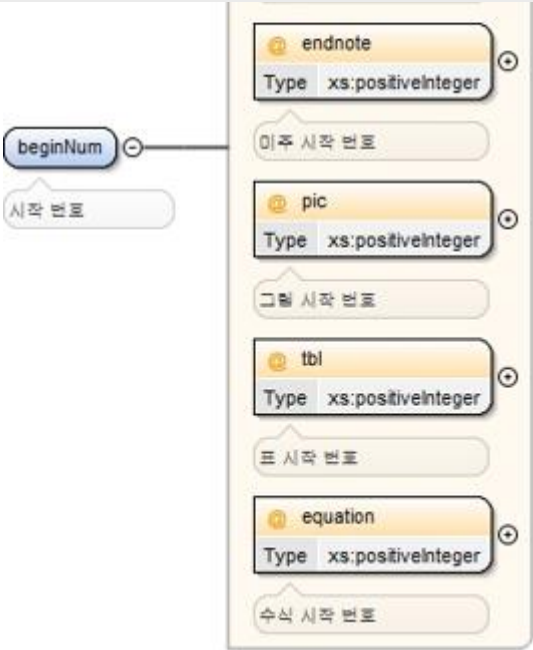 @ endnote
Type xs:positiveInteger
미주 시작 번호
beginNum
시작 번호
@ pic
Type xs:positiveInteger
그림 시작 번호
@ tbl
Type xs:positiveInteger
표 시작 번호
@ equation
Type xs:positiveInteger
수식 시작 번호